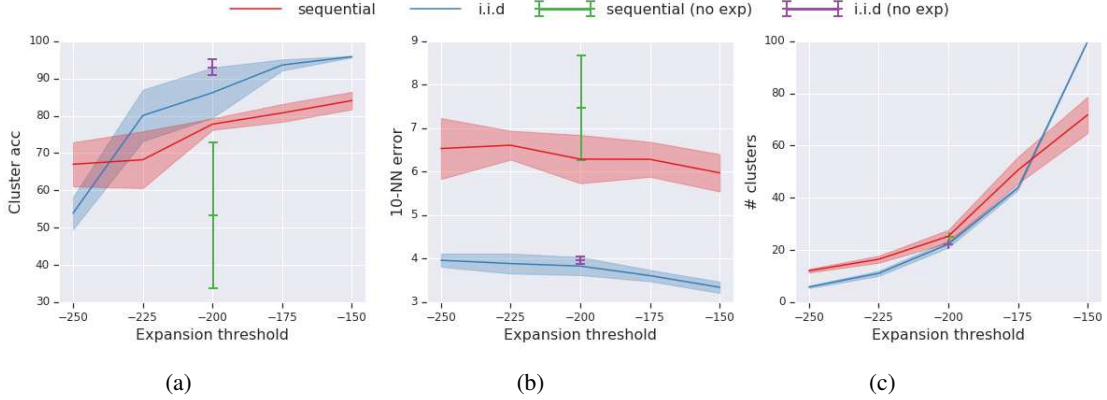 sequential i.i.d sequential (no exp) i.i.d (no exp)
Cluster acc
100
90
80
70
60
50
40
30
−250 −225 −200 −175 −150
Expansion threshold
10-NN error
9
8
7
6
5
4
3
−250 −225 −200 −175 −150
Expansion threshold
# clusters
100
80
60
40
20
0
−250 −225 −200 −175 −150
Expansion threshold
(a) (b) (c)